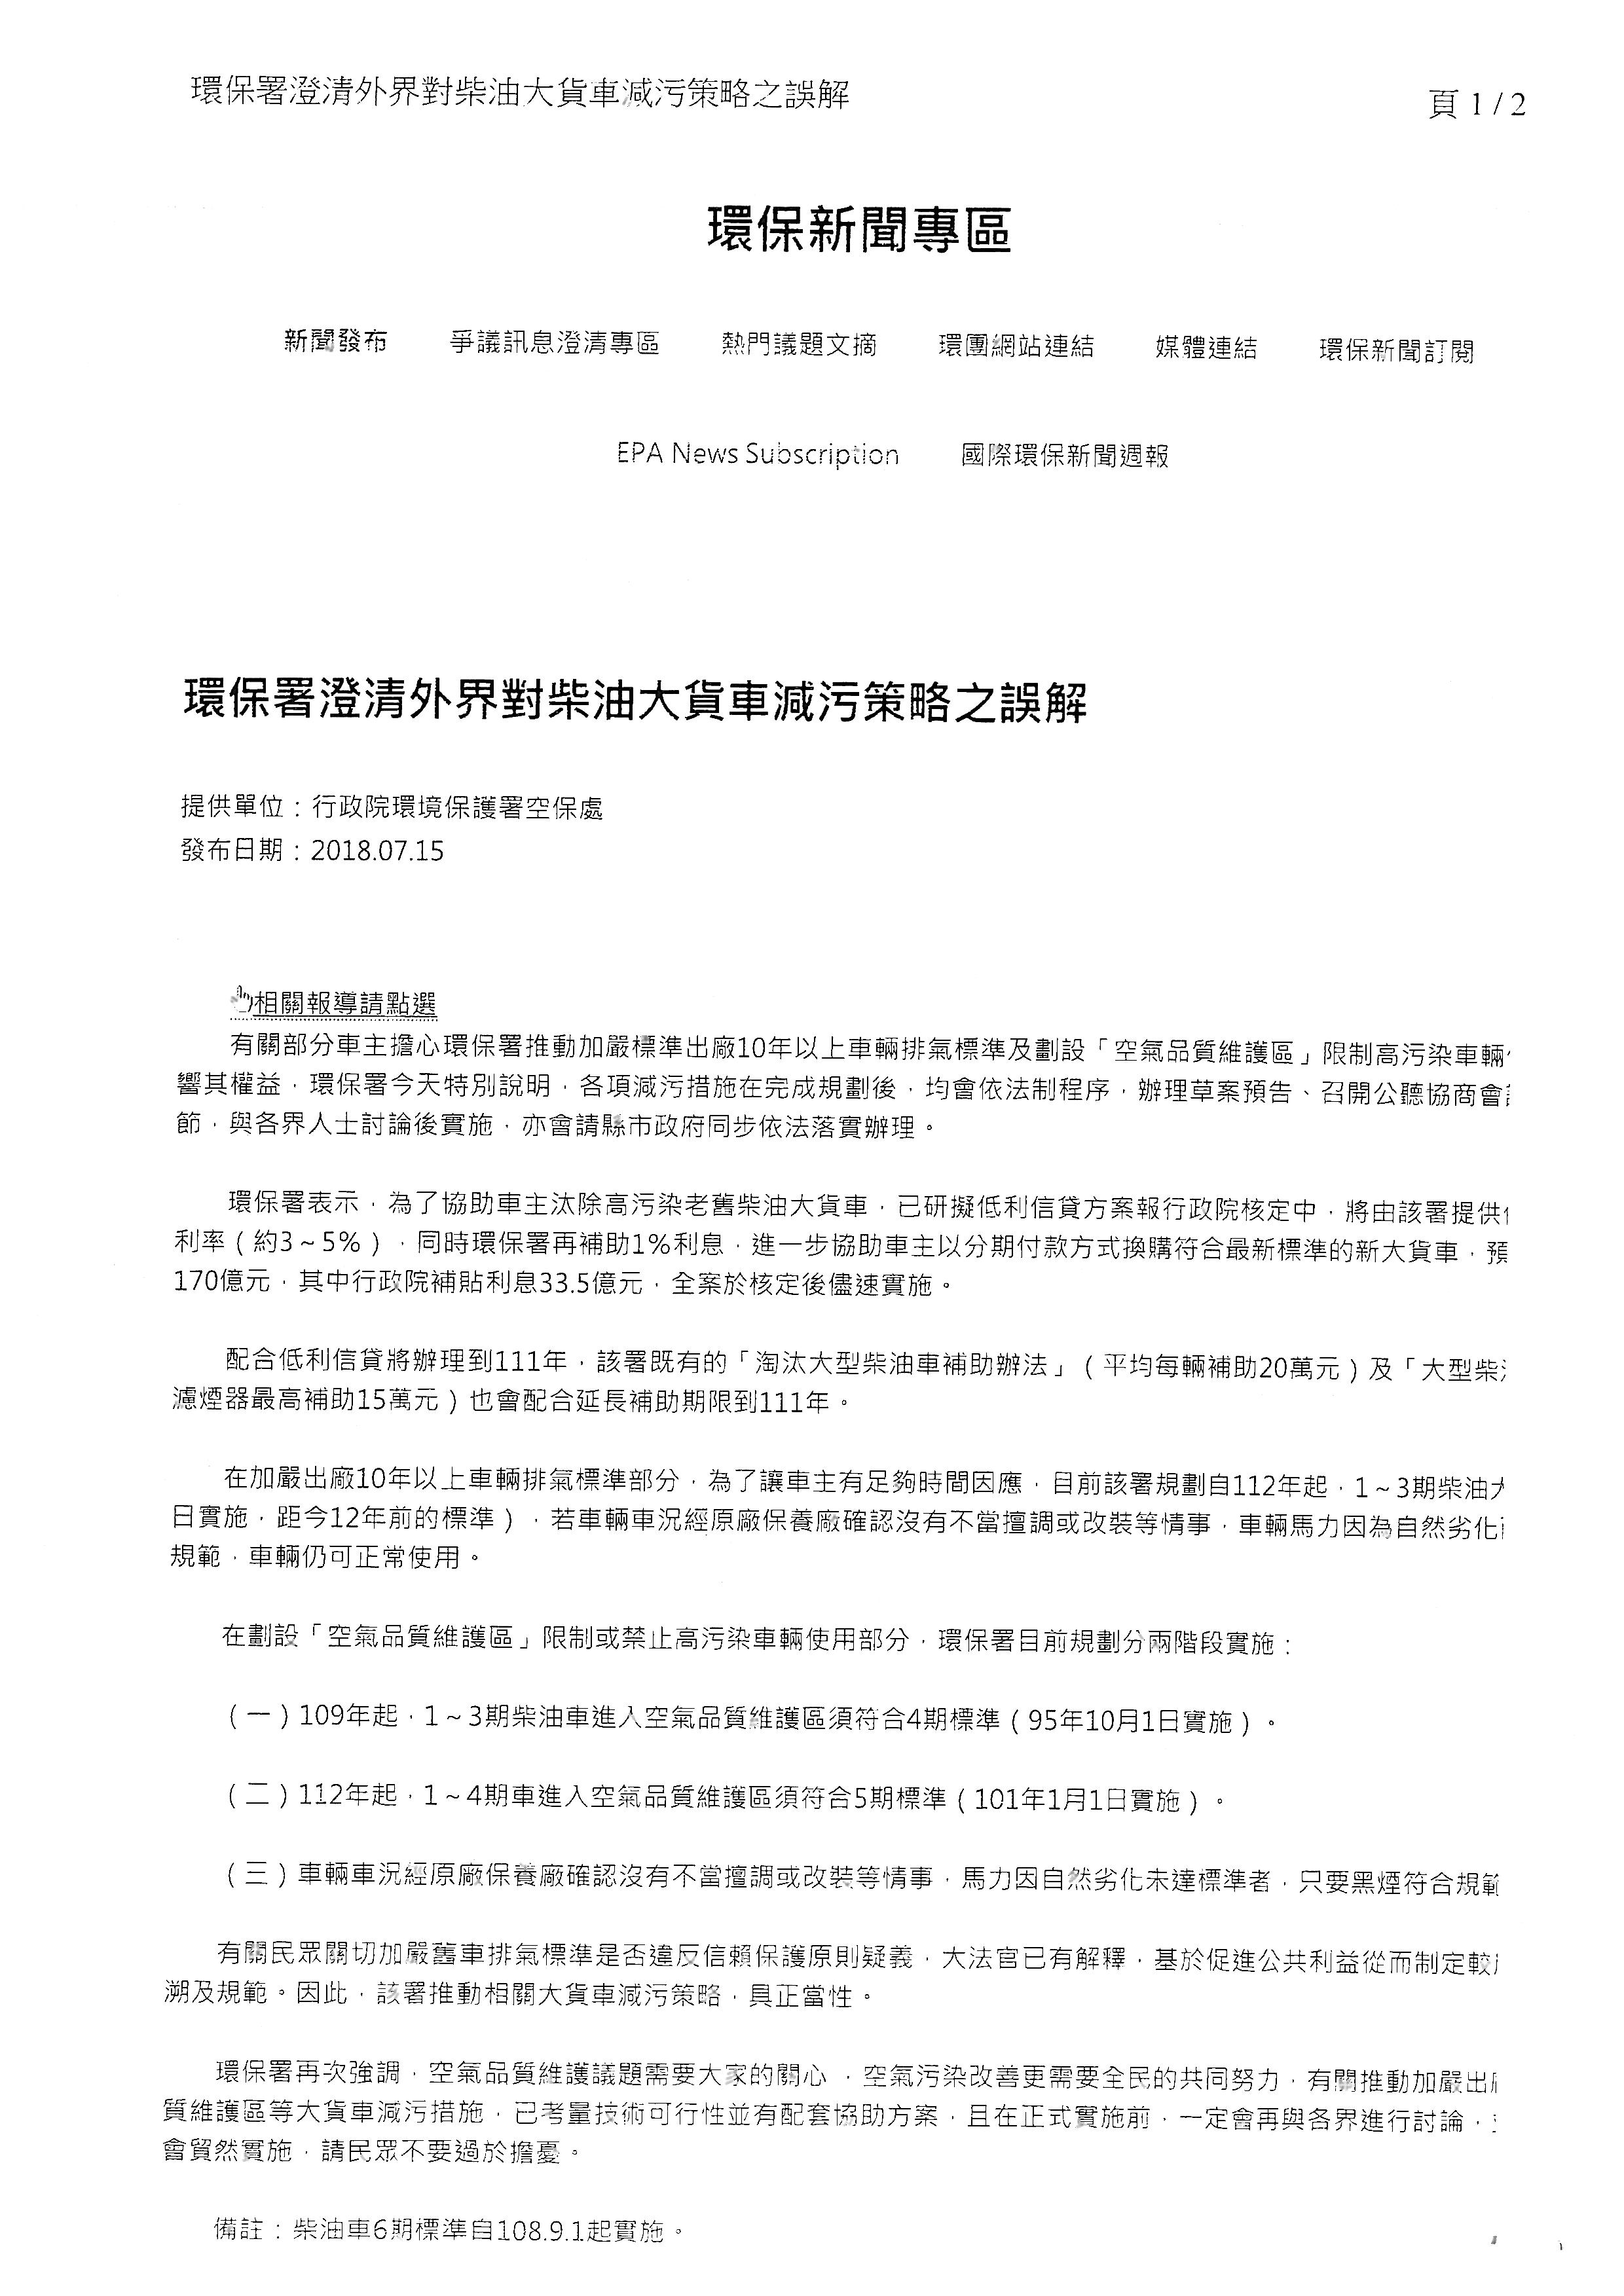 環保署澄清外界對柴油大貨車減污策略之誤解
頁 1 / 2
環保新聞專區
新聞發布 爭議訊息澄清專區 熱門議題文摘 環團網站連結 媒體連結 環保新聞訂閱
EPA News Subscription 國際環保新聞週報
環保署澄清外界對柴油大貨車減污策略之誤解
提供單位：行政院環境保護署空保處
發布日期：2018.07.15
相關報導請點選
有關部分車主擔心環保署推動加嚴標準出廠10年以上車輛排氣標準及劃設「空氣品質維護區」限制高污染車輛
響其權益，環保署今天特別說明，各項減污措施在完成規劃後，均會依法制程序，辦理草案預告、召開公聽協商會
節，與各界人士討論後實施，亦會請縣市政府同步依法落實辦理。
環保署表示，為了協助車主汰除高污染老舊柴油大貨車，已研擬低利信貸方案報行政院核定中，將由該署提供
利率（約3～5%），同時環保署再補助1%利息，進一步協助車主以分期付款方式換購符合最新標準的新大貨車，預
170億元，其中行政院補貼利息33.5億元，全案於核定後儘速實施。
配合低利信貸將辦理到111年，該署既有的「淘汰大型柴油車補助辦法」（平均每輛補助20萬元）及「大型柴
濾煙器最高補助15萬元）也會配合延長補助期限到111年。
在加嚴出廠10年以上車輛排氣標準部分，為了讓車主有足夠時間因應，目前該署規劃自112年起，1～3期柴油
日實施，距今12年前的標準），若車輛車況經原廠保養廠確認沒有不當擅調或改裝等情事，車輛馬力因為自然劣化
規範，車輛仍可正常使用。
在劃設「空氣品質維護區」限制或禁止高污染車輛使用部分，環保署目前規劃分兩階段實施：
（一）109年起，1～3期柴油車進入空氣品質維護區須符合4期標準（95年10月1日實施）。
（二）112年起，1～4期車進入空氣品質維護區須符合5期標準（101年1月1日實施）。
（三）車輛車況經原廠保養廠確認沒有不當擅調或改裝等情事，馬力因自然劣化未達標準者，只要黑煙符合規範
有關民眾關切加嚴舊車排氣標準是否違反信賴保護原則疑義，大法官已有解釋，基於促進公共利益從而制定較
溯及規範。因此，該署推動相關大貨車減污策略，具正當性。
環保署再次強調，空氣品質維護議題需要大家的關心，空氣污染改善更需要全民的共同努力，有關推動加嚴出
質維護區等大貨車減污措施，已考量技術可行性並有配套協助方案，且在正式實施前，一定會再與各界進行討論，
會貿然實施，請民眾不要過於擔憂。
備註：柴油車6期標準自108.9.1起實施。